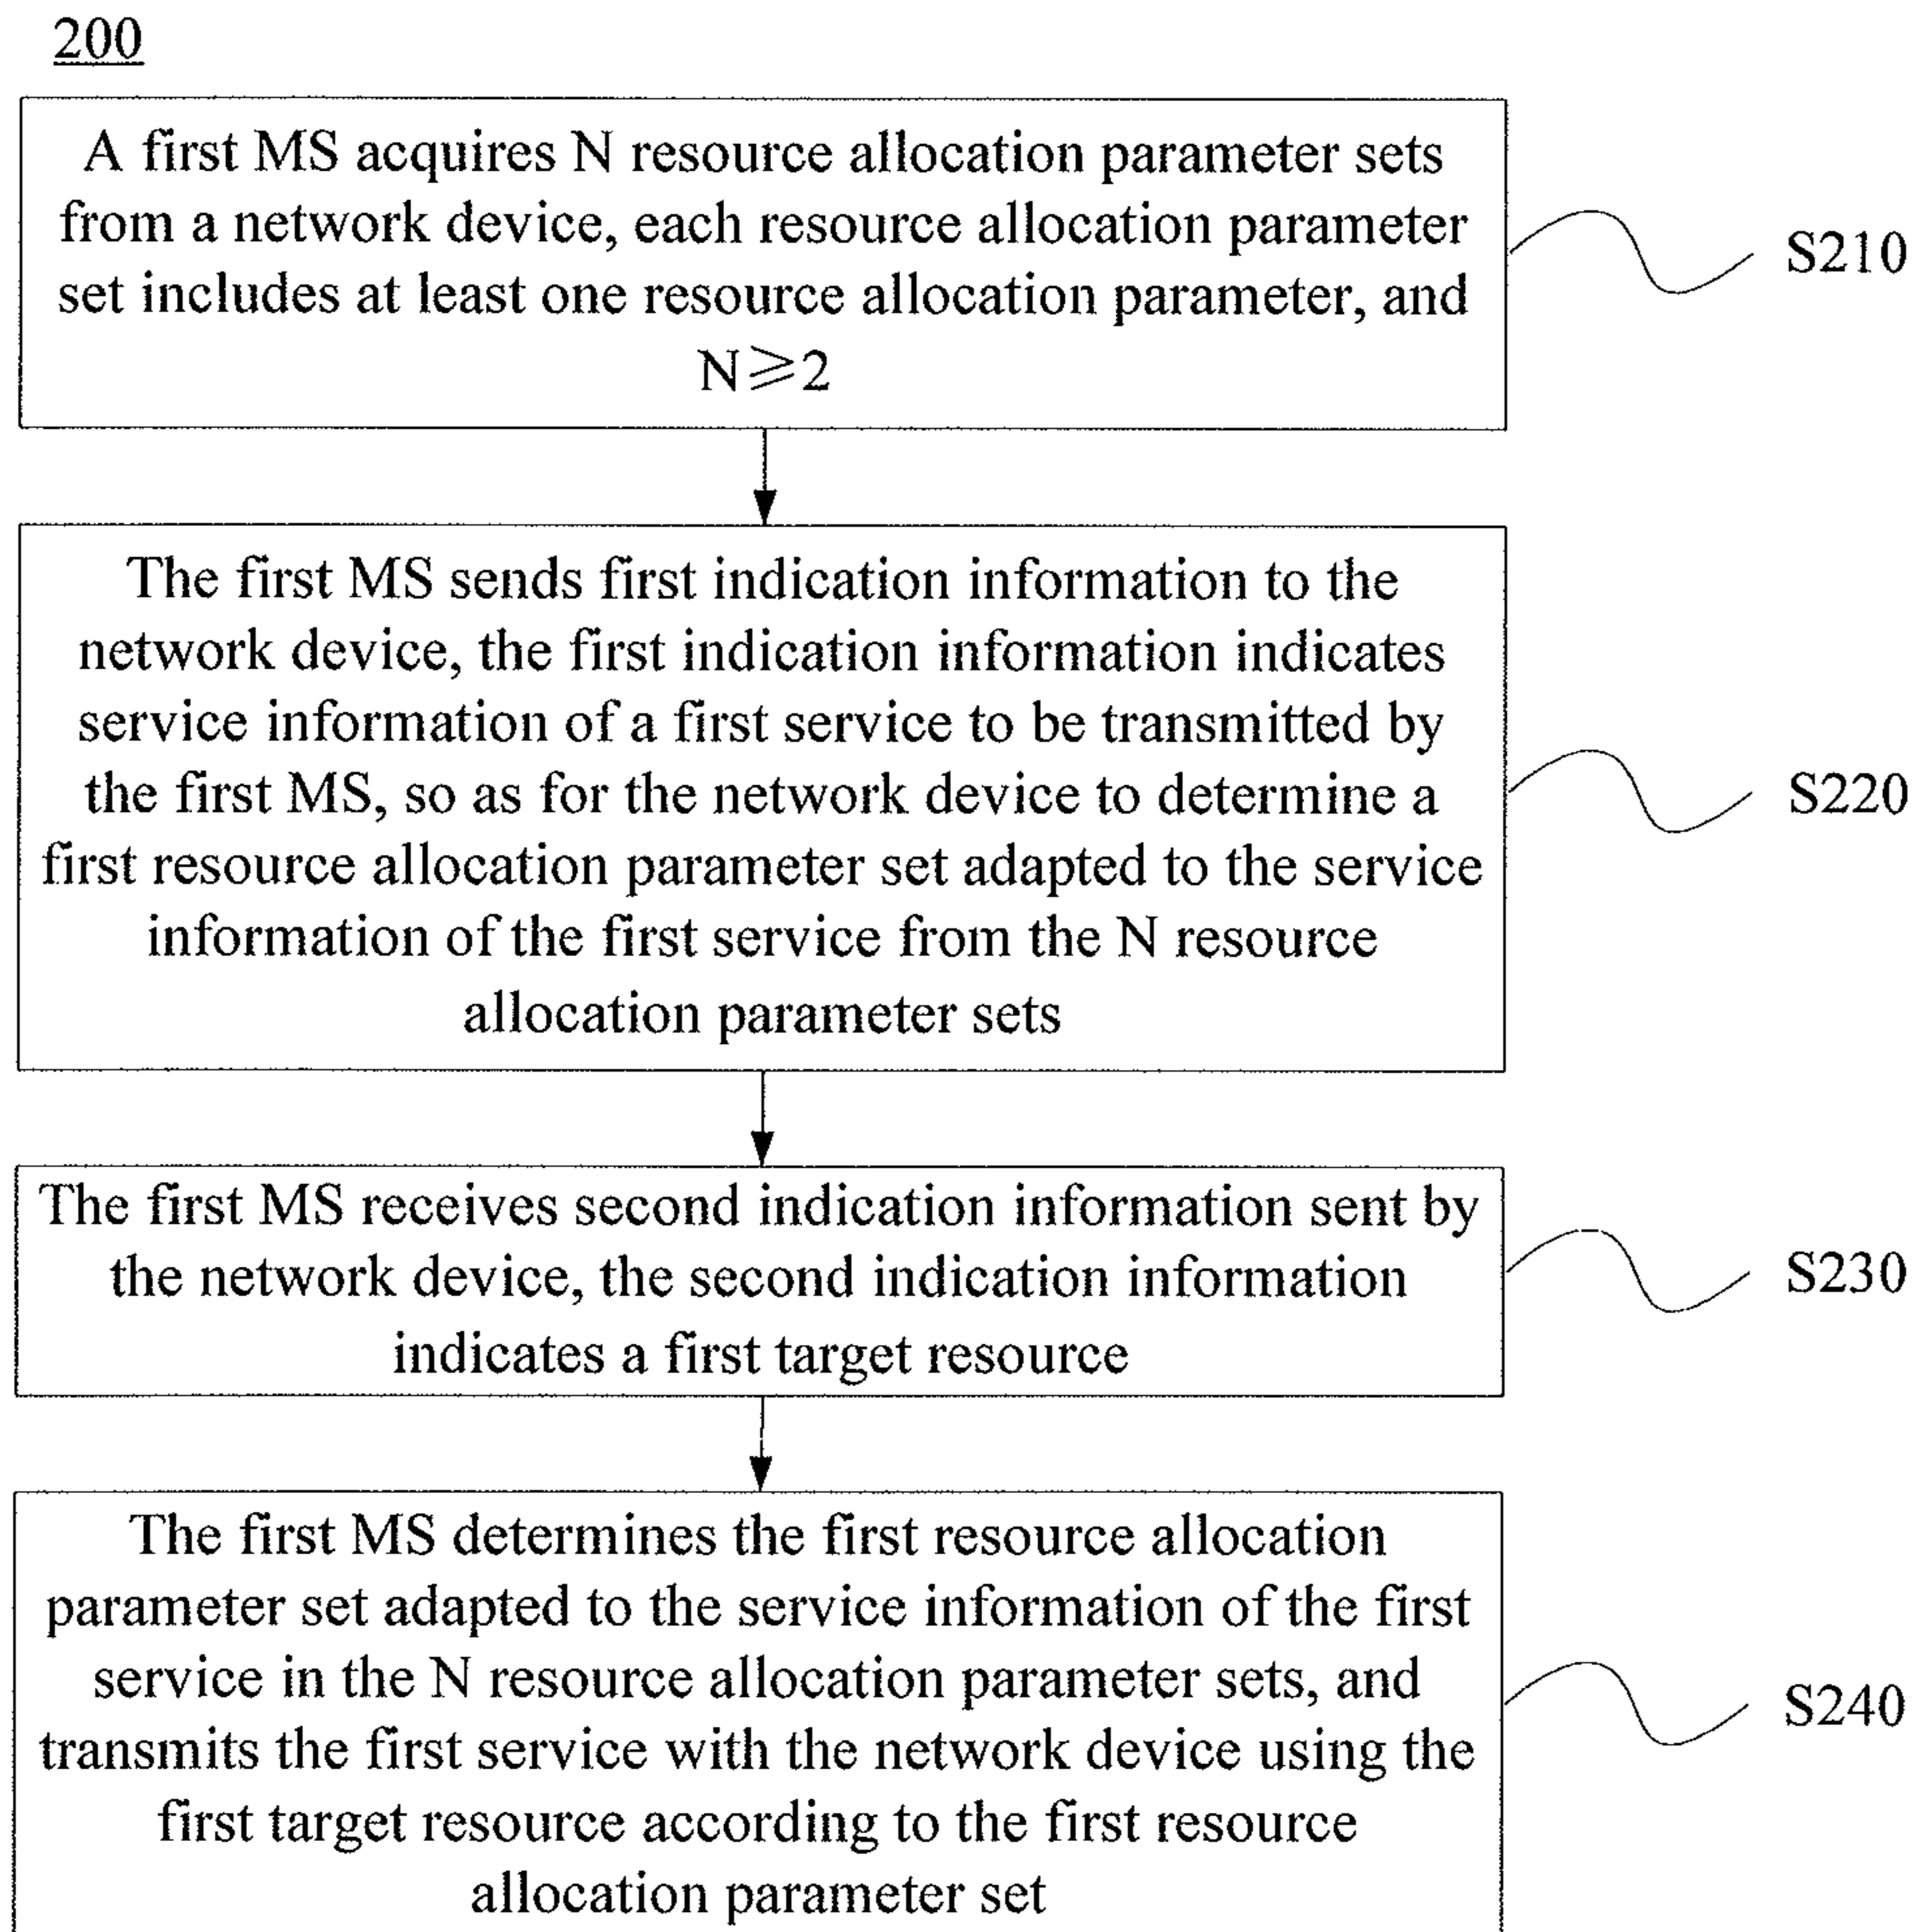 200
A first MS acquires N resource allocation parameter sets
from a network device, each resource allocation parameter
set includes at least one resource allocation parameter, and
N⩾2
S210
The first MS sends first indication information to the
network device, the first indication information indicates
service information of a first service to be transmitted by
the first MS, so as for the network device to determine a
first resource allocation parameter set adapted to the service
information of the first service from the N resource
allocation parameter sets
S220
The first MS receives second indication information sent by
the network device, the second indication information
indicates a first target resource
S230
The first MS determines the first resource allocation
parameter set adapted to the service information of the first
service in the N resource allocation parameter sets, and
transmits the first service with the network device using the
first target resource according to the first resource
allocation parameter set
S240